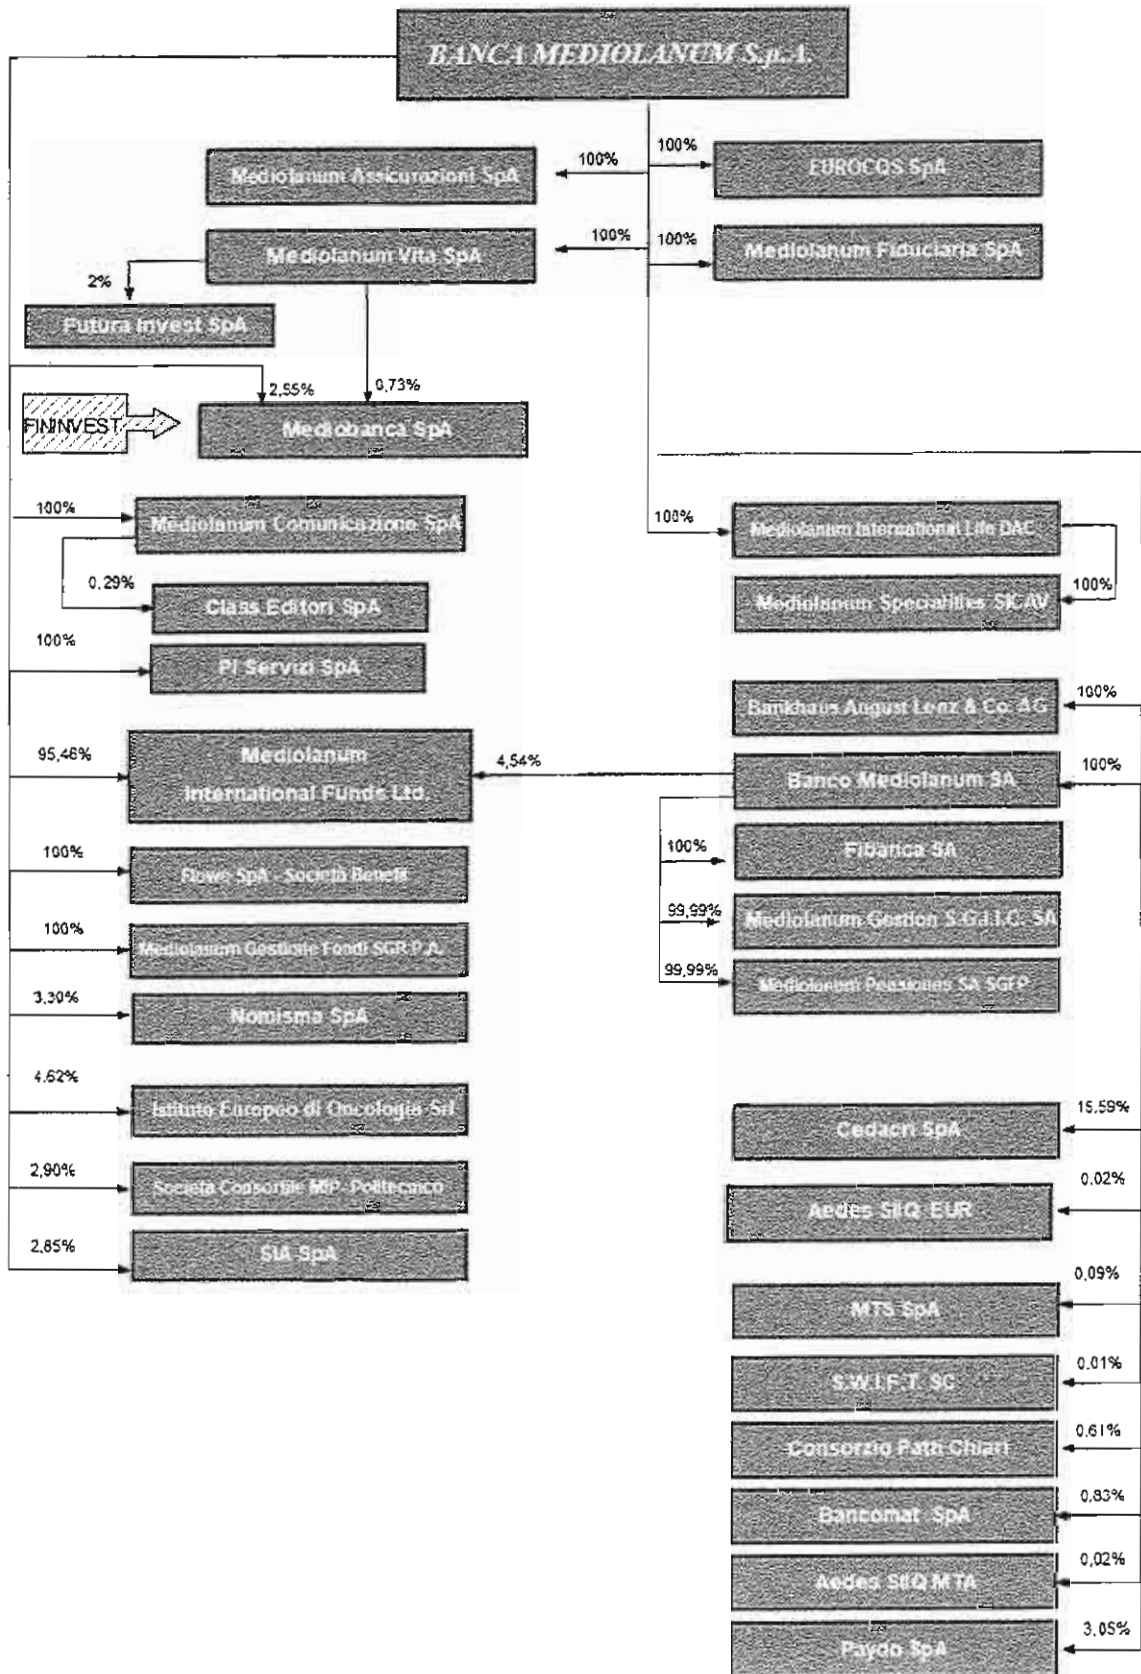 BANCA MEDIOLANUM S.p.A.
100%
100%
Mediolanum Assicurazioni SpA
EUROCQS SpA
100%
100%
Mediolanum Vita SpA
Mediolanum Fiduciaria SpA
2%
Futura Invest SpA
2,55%
0,73%
FININVEST
Mediobanca SpA
100%
Mediolanum Comunicazione SpA
100%
Mediolanum International Life DAC
0,29%
Class Editori SpA
100%
Mediolanum Specialities SICAV
100%
PI Servizi SpA
Bankhaus August Lenz & Co. AG
100%
95,46%
Mediolanum
International Funds Ltd
4,54%
Banco Mediolanum SA
100%
100%
Flowe SpA - Società Benefit
100%
Fibanca SA
100%
Mediolanum Gestione Fondi SGR P.A.
99,99%
Mediolanum Gestion S.G.I.I.C. SA
3,30%
Nomisma SpA
99,99%
Mediolanum Pensiones SA SGFP
4,62%
Istituto Europeo di Oncologia Srl
15,59%
Cedacri SpA
2,90%
Società Consortile MIP-Politecnico
0,02%
Aedes SIIQ EUR
2,85%
SIA SpA
0,09%
MTS SpA
0,01%
S.W.I.F.T. SC
0,61%
Consorzio Patti Chiari
0,83%
Bancomat SpA
0,02%
Aedes SIIQ MTA
3,05%
Paydo SpA